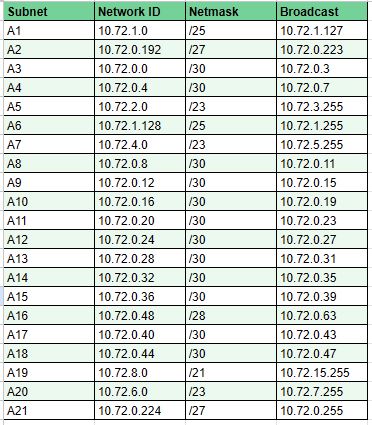 Subnet Network ID Netmask Broadcast
A1 10.72.1.0 /25 10.72.1.127
A2 10.72.0.192 /27 10.72.0.223
A3 10.72.0.0 /30 10.72.0.3
A4 10.72.0.4 /30 10.72.0.7
A5 10.72.2.0 /23 10.72.3.255
A6 10.72.1.128 /25 10.72.1.255
A7 10.72.4.0 /23 10.72.5.255
A8 10.72.0.8 /30 10.72.0.11
A9 10.72.0.12 /30 10.72.0.15
A10 10.72.0.16 /30 10.72.0.19
A11 10.72.0.20 /30 10.72.0.23
A12 10.72.0.24 /30 10.72.0.27
A13 10.72.0.28 /30 10.72.0.31
A14 10.72.0.32 /30 10.72.0.35
A15 10.72.0.36 /30 10.72.0.39
A16 10.72.0.48 /28 10.72.0.63
A17 10.72.0.40 /30 10.72.0.43
A18 10.72.0.44 /30 10.72.0.47
A19 10.72.8.0 /21 10.72.15.255
A20 10.72.6.0 /23 10.72.7.255
A21 10.72.0.224 /27 10.72.0.255